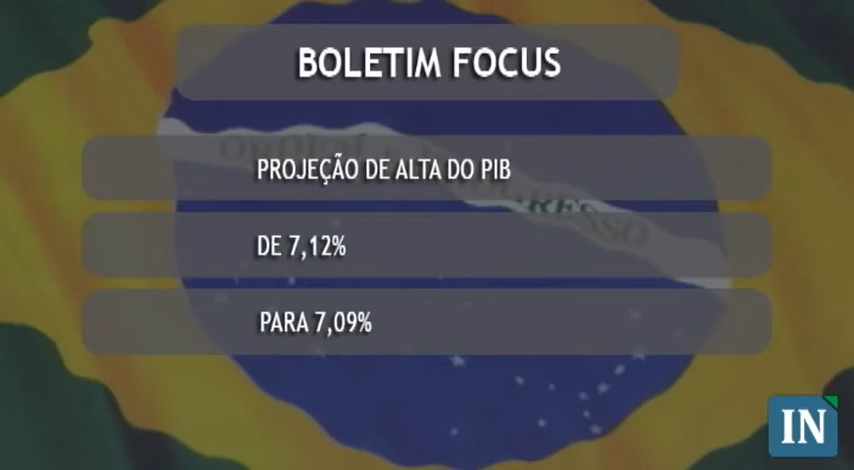 BOLETIM FOCUS
PROJEÇÃO DE ALTA DO PIB
DE 7,12%
PARA 7,09%
IN